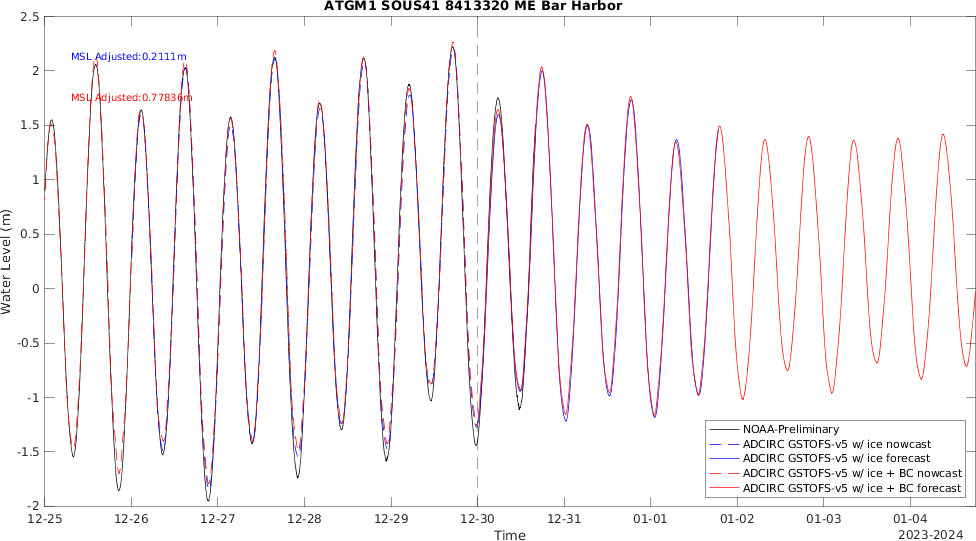 ATGM1 SOUS41 8413320 ME Bar Harbor
2.5
2
1.5
1
0.5
0
-0.5
-1
-1.5
-2
Water Level (m)
MSL Adjusted:0.2111m
MSL Adjusted:0.77836m
NOAA-Preliminary
ADCIRC GSTOFS-v5 w/ ice nowcast
ADCIRC GSTOFS-v5 w/ ice forecast
ADCIRC GSTOFS-v5 w/ ice + BC nowcast
ADCIRC GSTOFS-v5 w/ ice + BC forecast
12-25 12-26 12-27 12-28 12-29 12-30 12-31 01-01 01-02 01-03 01-04
Time
2023-2024